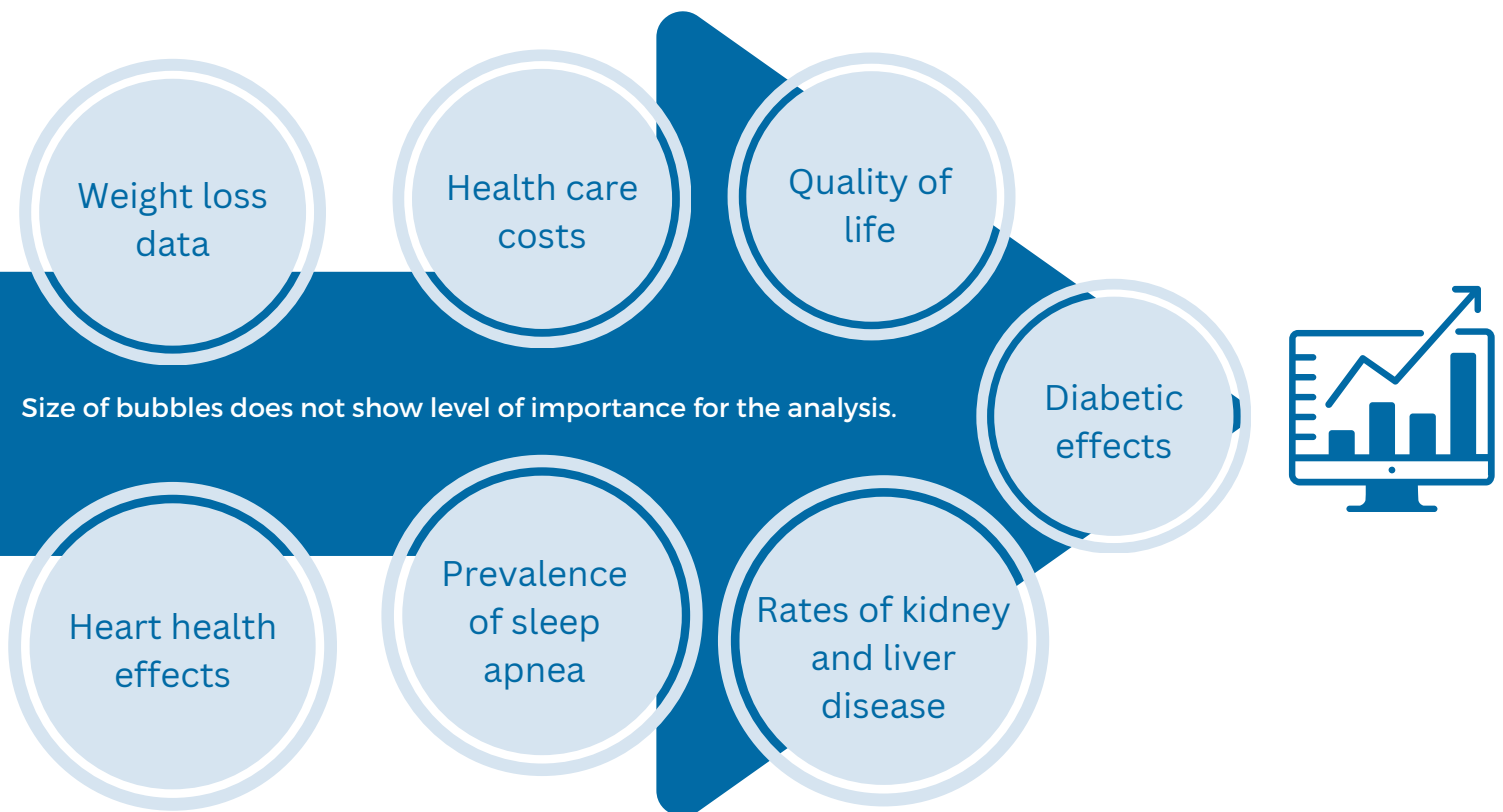 Weight loss
data
Health care
costs
Quality of
life
Diabetic
effects
Size of bubbles does not show level of importance for the analysis.
Heart health
effects
Prevalence
of sleep
apnea
Rates of kidney
and liver
disease